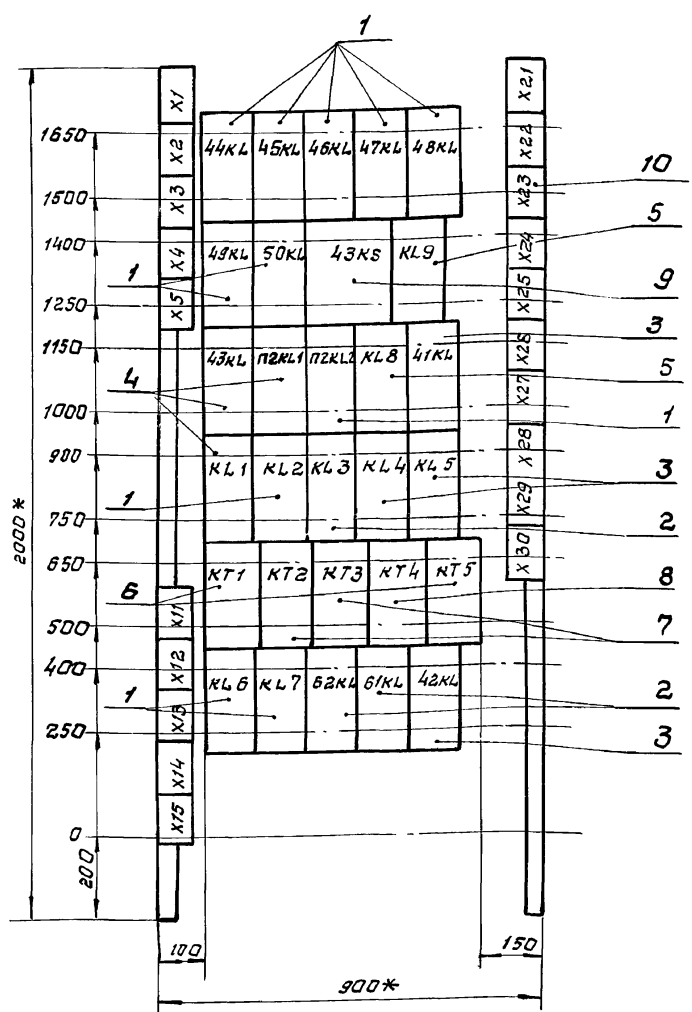 1
X1
X21
1650
X2
44KL 45KL 46KL 47KL 48KL
X22
10
1500
X3
X23
5
1400
X4
49KL 50KL 43KS KL9
X24
1
9
1250
X5
X25
3
1150
43KL П2KL1 П2KL2 KL8 41KL
X26
5
4
X27
1
1000
900
KL1 KL2 KL3 KL4 KL5
X28
3
1
X29
2
750
2000*
X30
650
KT1 KT2 KT3 KT4 KT5
8
6
X11
7
500
X12
400
KL6 KL7 62KL 61KL 42KL
2
1
X13
250
3
X14
X15
0
200
100
150
900*